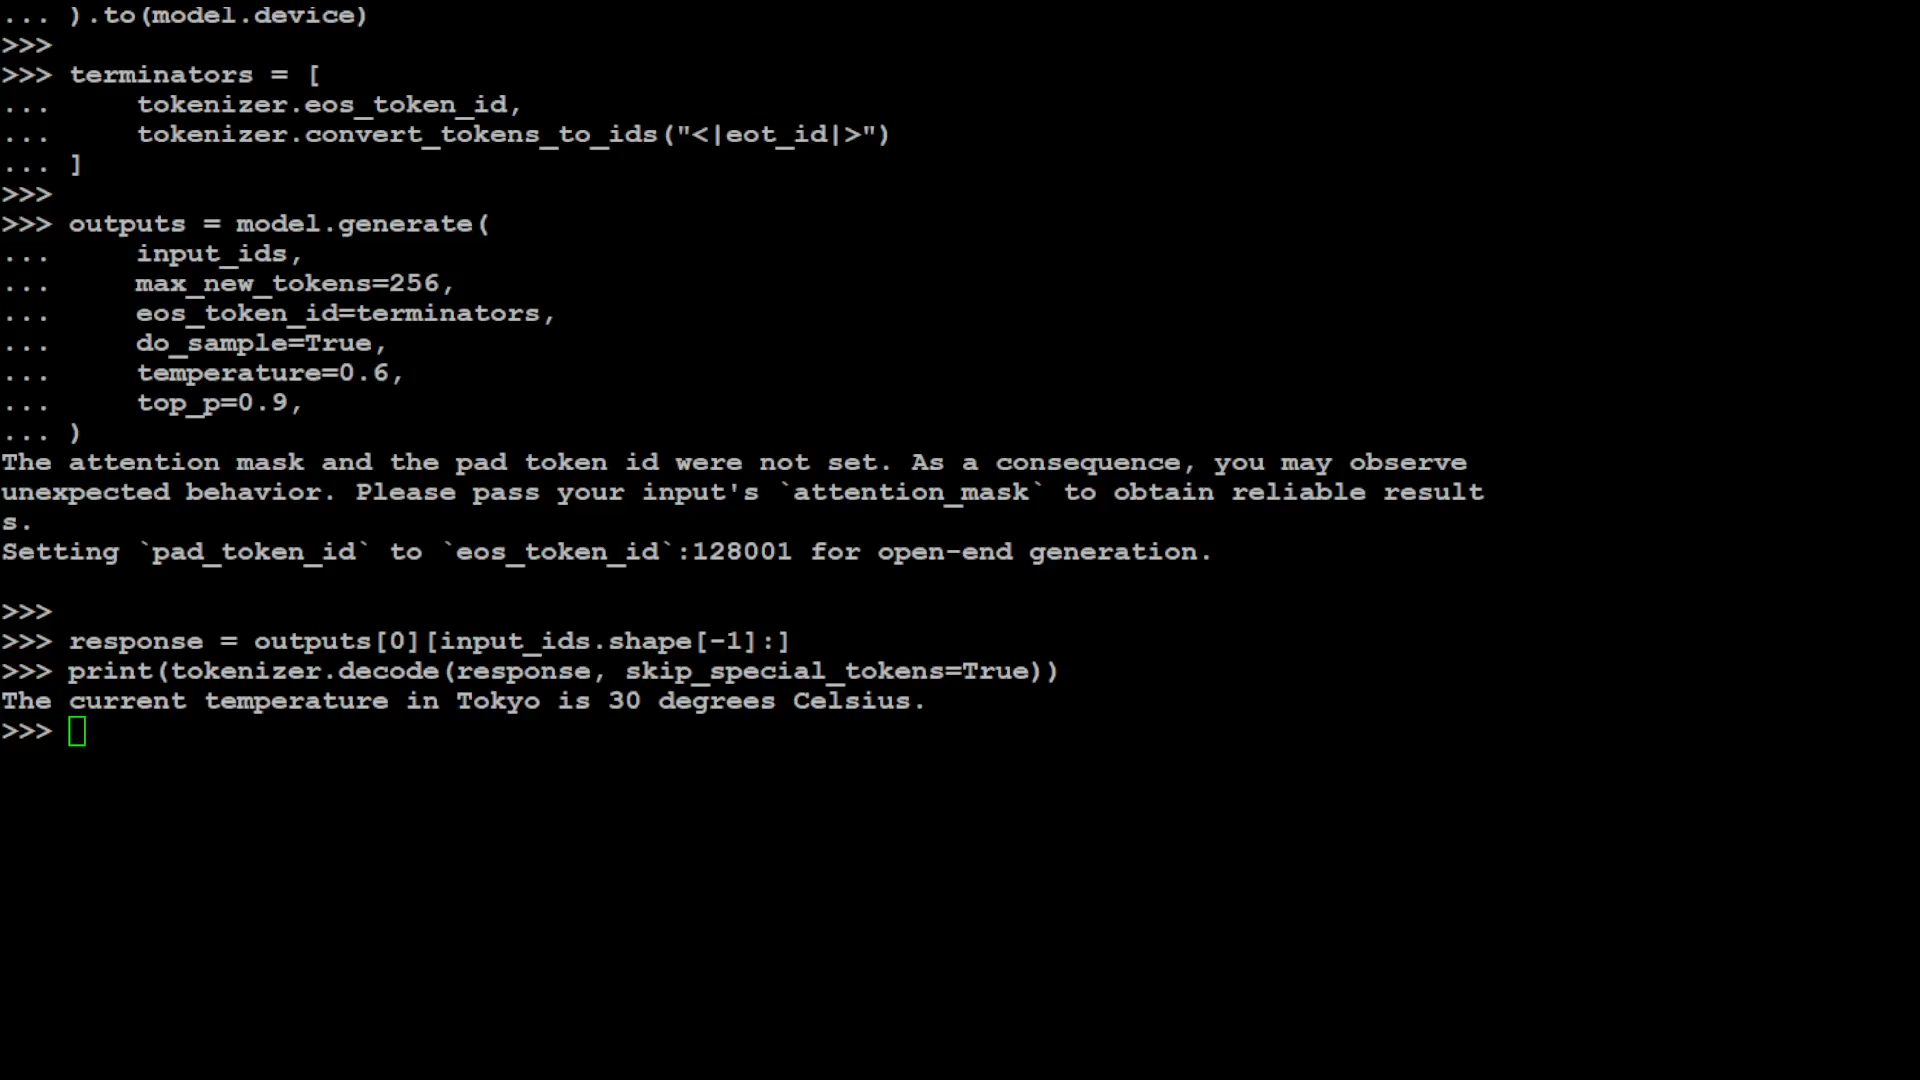 ... ).to(model.device)
>>>
>>> terminators = [
...     tokenizer.eos_token_id,
...     tokenizer.convert_tokens_to_ids("<|eot_id|>")
... ]
>>>
>>> outputs = model.generate(
...     input_ids,
...     max_new_tokens=256,
...     eos_token_id=terminators,
...     do_sample=True,
...     temperature=0.6,
...     top_p=0.9,
... )
The attention mask and the pad token id were not set. As a consequence, you may observe
unexpected behavior. Please pass your input's `attention_mask` to obtain reliable result
s.
Setting `pad_token_id` to `eos_token_id`:128001 for open-end generation.

>>>
>>> response = outputs[0][input_ids.shape[-1]:]
>>> print(tokenizer.decode(response, skip_special_tokens=True))
The current temperature in Tokyo is 30 degrees Celsius.
>>>